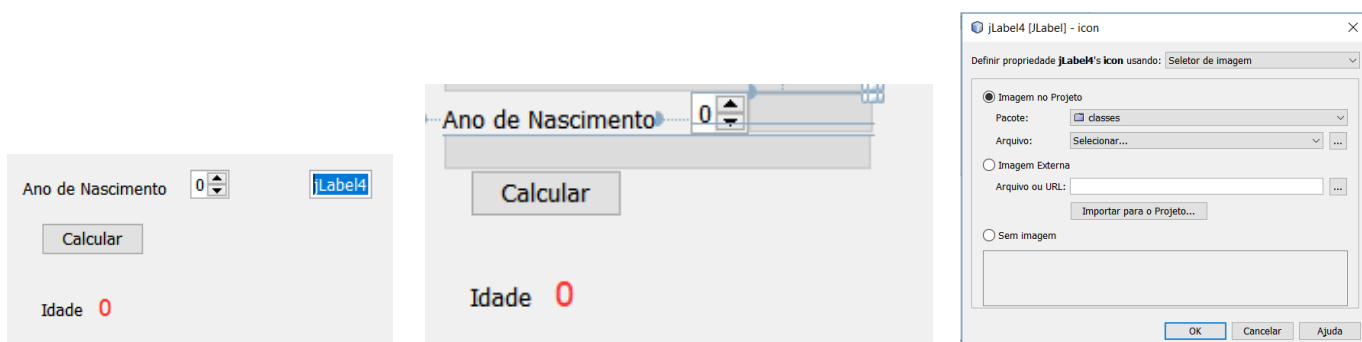 Ano de Nascimento 0 jLabel4
Calcular
Idade 0
Ano de Nascimento 0
Calcular
Idade 0
jLabel4 [JLabel] - icon
Definir propriedade jLabel4's icon usando: Seletor de imagem
Imagem no Projeto
Pacote: classes
Arquivo: Selecionar... ...
Imagem Externa
Arquivo ou URL: ...
Importar para o Projeto...
Sem imagem
OK Cancelar Ajuda